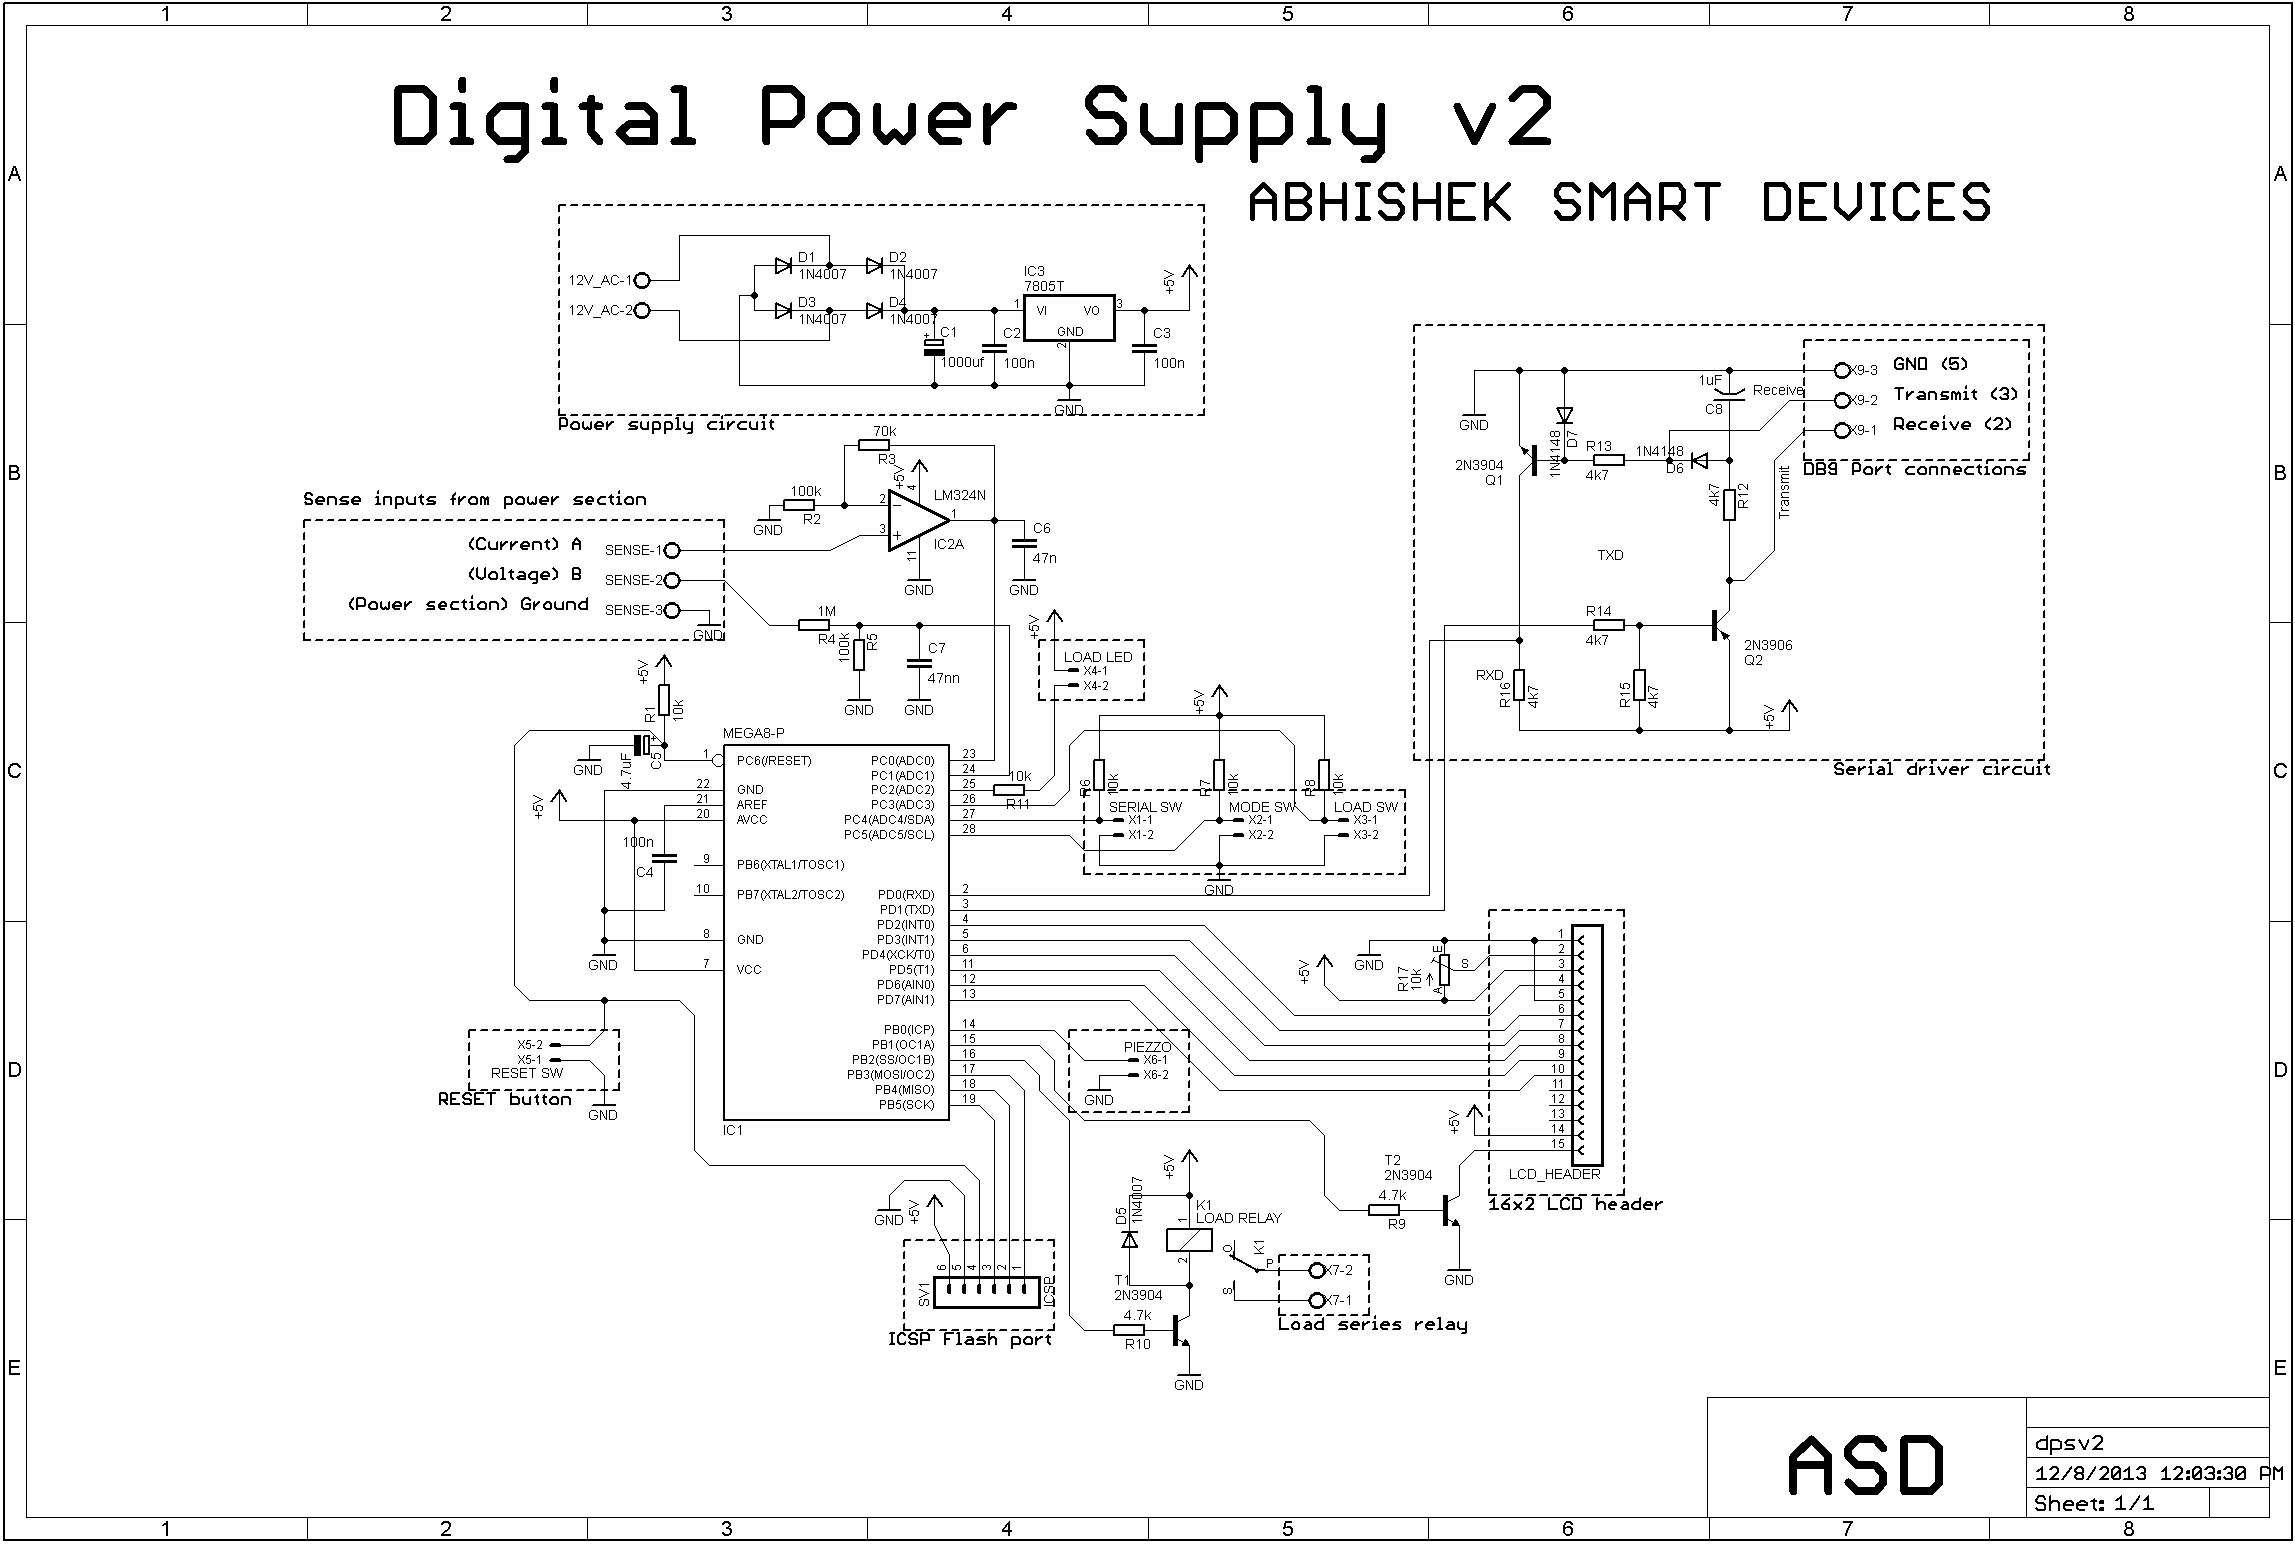 1 2 3 4 5 6 7 8
Digital Power Supply v2
A A
ABHISHEK SMART DEVICES
12V_AC-1
12V_AC-2
D1
1N4007
D2
1N4007
D3
1N4007
D4
1N4007
C1
1000uf
+
C2
100n
IC3
7805T
1 VI VO 3
GND
2
C3
100n
+5V
GND
Power supply circuit
B B
70k
R3
+5V
4
100k
R2
GND
2
3
LM324N
1
IC2A
11
GND
C6
47n
GND
Sense inputs from power section
(Current) A SENSE-1
(Voltage) B SENSE-2
(Power section) Ground SENSE-3
GND
1M
R4
100k
R5
GND
C7
47nn
GND
+5V
LOAD LED
X4-1
X4-2
GND
2N3904
Q1
1N4148
D7
R13
4k7
1N4148
D6
1uF
C8
Receive
4k7
R12
Transmit
X9-3 GND (5)
X9-2 Transmit (3)
X9-1 Receive (2)
DB9 Port connections
TXD
R14
4k7
2N3906
Q2
RXD
R16
4k7
R15
4k7
+5V
Serial driver circuit
C C
+5V
R1
10k
GND
4.7uF
C5
+
MEGA8-P
1 PC6(/RESET)
22 GND
21 AREF
20 AVCC
9 PB6(XTAL1/TOSC1)
10 PB7(XTAL2/TOSC2)
8 GND
7 VCC
PC0(ADC0) 23
PC1(ADC1) 24
PC2(ADC2) 25
PC3(ADC3) 26
PC4(ADC4/SDA) 27
PC5(ADC5/SCL) 28
PD0(RXD) 2
PD1(TXD) 3
PD2(INT0) 4
PD3(INT1) 5
PD4(XCK/T0) 6
PD5(T1) 11
PD6(AIN0) 12
PD7(AIN1) 13
PB0(ICP) 14
PB1(OC1A) 15
PB2(SS/OC1B) 16
PB3(MOSI/OC2) 17
PB4(MISO) 18
PB5(SCK) 19
IC1
+5V
100n
C4
GND
10k
R11
+5V
R6
10k
R7
10k
R8
10k
SERIAL SW
X1-1
X1-2
MODE SW
X2-1
X2-2
LOAD SW
X3-1
X3-2
GND
D D
X5-2
X5-1
RESET SW
RESET button
GND
PIEZZO
X6-1
X6-2
GND
+5V
GND
R17
10k
E
S
A
1
2
3
4
5
6
7
8
9
10
11
12
13
14
15
+5V
LCD_HEADER
16x2 LCD header
T2
2N3904
4.7k
R9
GND
GND
+5V
6 5 4 3 2 1
SV1
ICSP
ICSP Flash port
+5V
D5
1N4007
K1
LOAD RELAY
1
2
T1
2N3904
4.7k
R10
GND
O
K1
P
S
X7-2
X7-1
Load series relay
E E
ASD
dpsv2
12/8/2013 12:03:30 PM
Sheet: 1/1
1 2 3 4 5 6 7 8